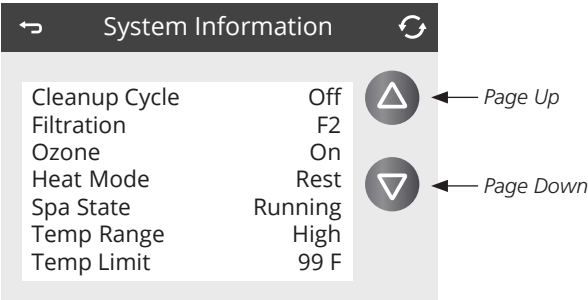 System Information
Cleanup Cycle Off
Filtration F2
Ozone On
Heat Mode Rest
Spa State Running
Temp Range High
Temp Limit 99 F
Page Up
Page Down